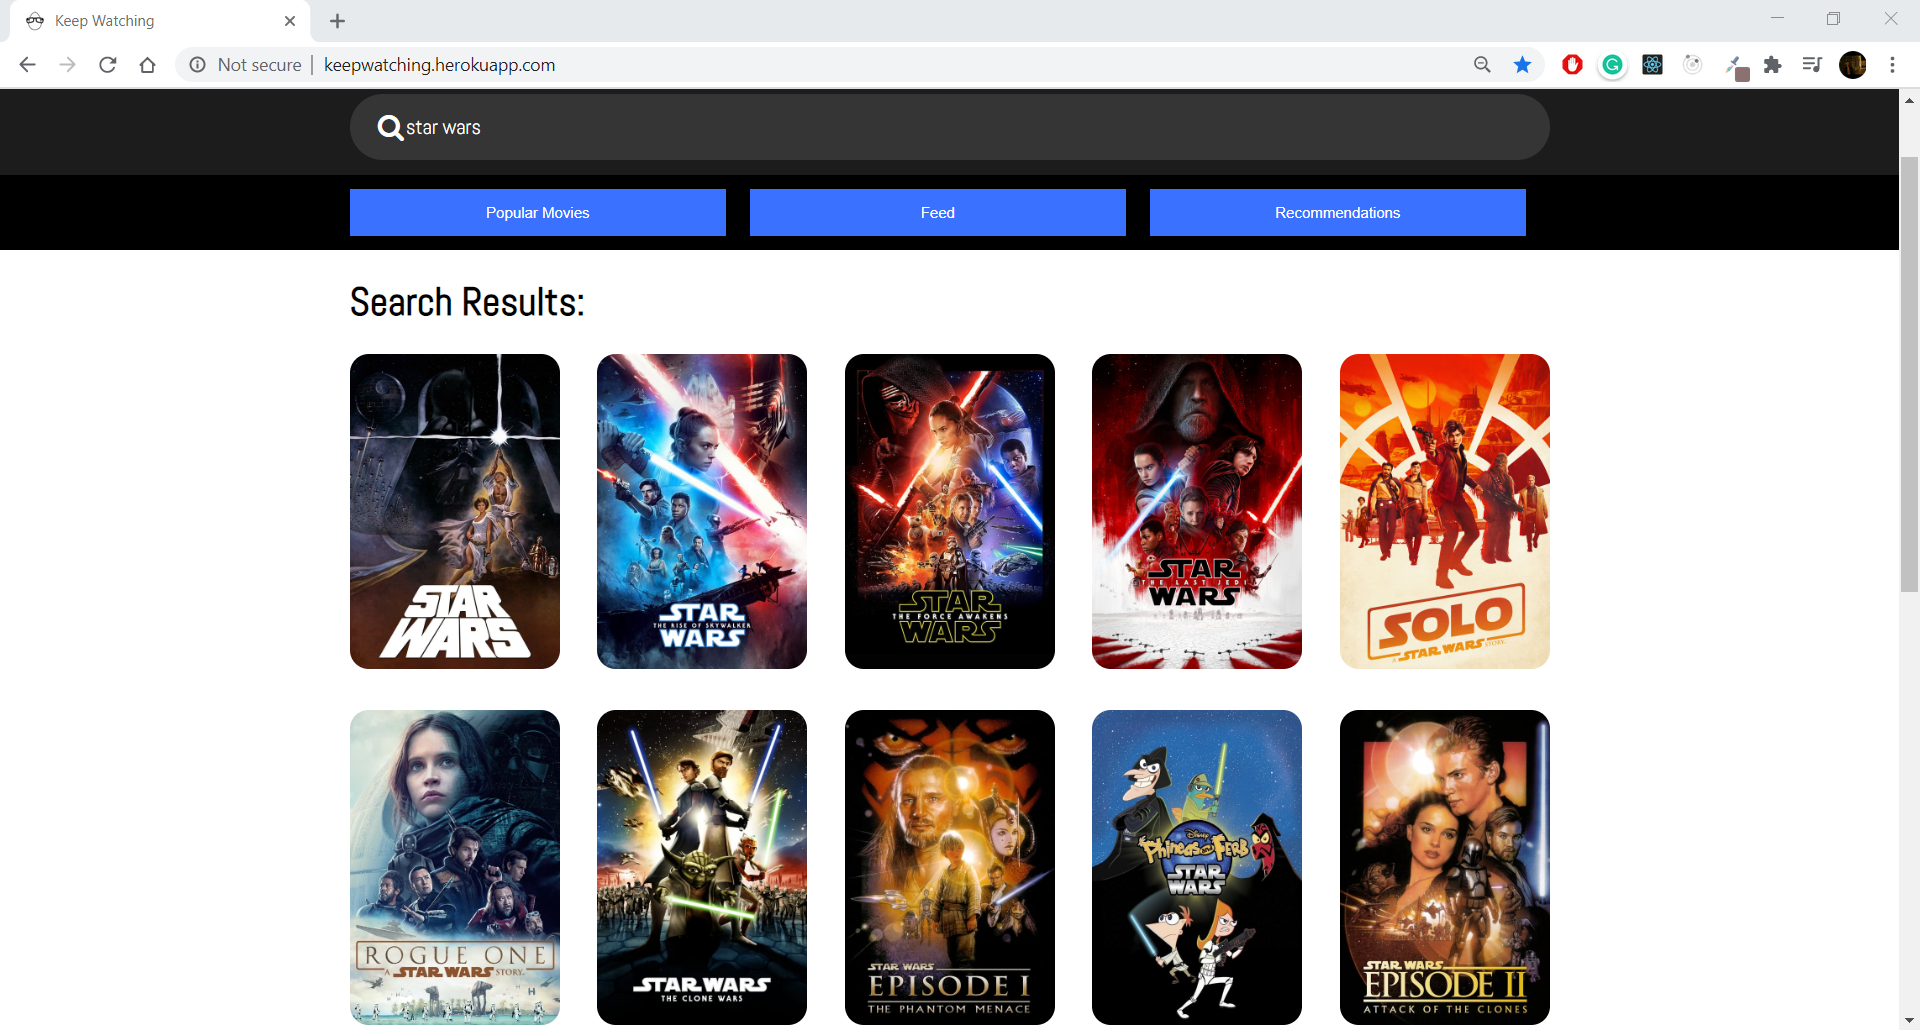 Keep Watching
Not secure | keepwatching.herokuapp.com
star wars
Popular Movies
Feed
Recommendations
Search Results:
STAR
WARS
STAR
THE RISE OF SKYWALKER
WARS
STAR
THE FORCE AWAKENS
WARS
STAR
THE LAST JEDI
WARS
SOLO
A STAR WARS STORY
ROGUE ONE
A STAR WARS STORY
STAR WARS
THE CLONE WARS
STAR WARS
EPISODE I
THE PHANTOM MENACE
Disney
Phineas and Ferb
STAR
WARS
STAR WARS
EPISODE II
ATTACK OF THE CLONES